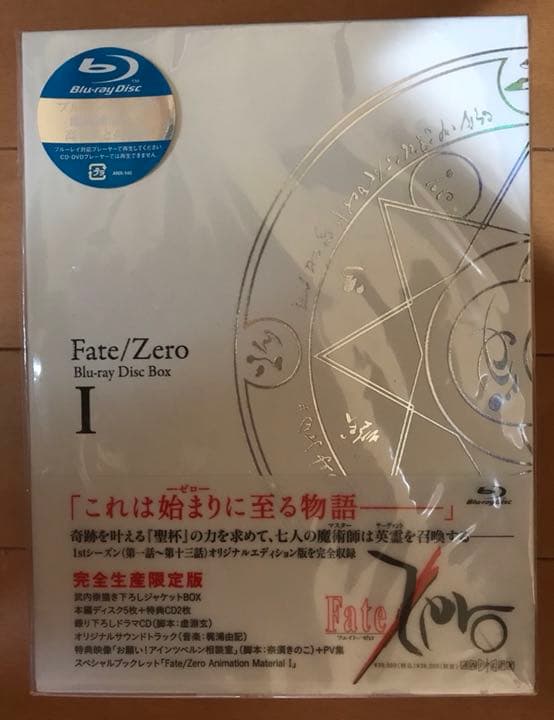 Blu-ray Disc
ブルーレイ対応プレーヤーで再生してください
CD・DVDプレーヤーでは再生できません
Fate/Zero
Blu-ray Disc Box
I
ゼロ
「これは始まりに至る物語――」
マスター サーヴァント
奇跡を叶える『聖杯』の力を求めて、七人の魔術師は英霊を召喚する――
1stシーズン(第一話〜第十三話)オリジナルエディション版を完全収録
完全生産限定版
武内崇描き下ろしジャケットBOX
本編ディスク5枚+特典CD2枚
録り下ろしドラマCD(脚本:虚淵玄)
オリジナルサウンドトラック(音楽:梶浦由記)
特典映像「お願い!アインツベルン相談室」(脚本:奈須きのこ)+PV集
スペシャルブックレット「Fate/Zero Animation Material I」
Fate
Zero
フェイト/ゼロ